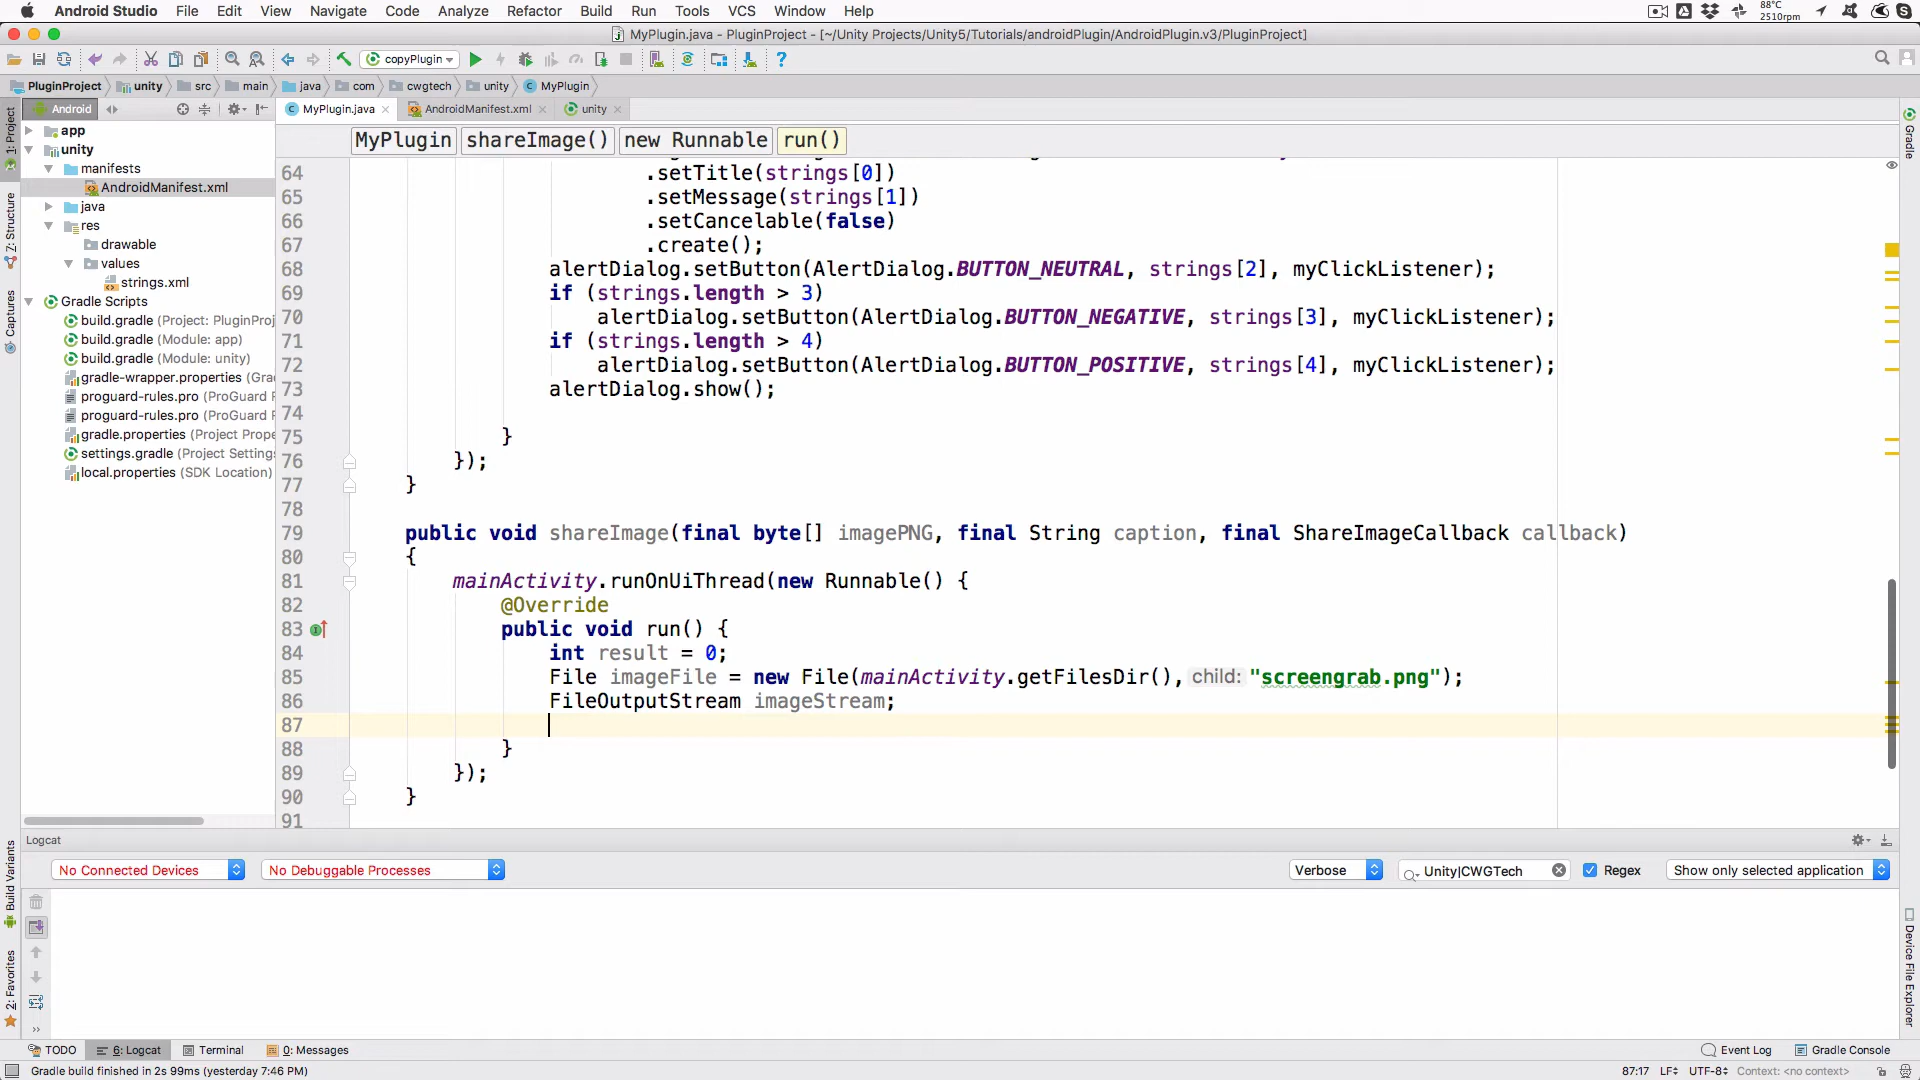 Android Studio File Edit View Navigate Code Analyze Refactor Build Run Tools VCS Window Help
88°C
2510rpm
MyPlugin.java - PluginProject - [~/Unity Projects/Unity5/Tutorials/androidPlugin/AndroidPlugin.v3/PluginProject]
copyPlugin
PluginProject unity src main java com cwgtech unity MyPlugin
Android
MyPlugin.java AndroidManifest.xml unity
MyPlugin shareImage() new Runnable run()
1: Project
7: Structure
Captures
Build Variants
2: Favorites
app
unity
manifests
AndroidManifest.xml
java
res
drawable
values
strings.xml
Gradle Scripts
build.gradle (Project: PluginProj
build.gradle (Module: app)
build.gradle (Module: unity)
gradle-wrapper.properties (Gra
proguard-rules.pro (ProGuard F
proguard-rules.pro (ProGuard F
gradle.properties (Project Prope
settings.gradle (Project Setting
local.properties (SDK Location)
64 .setTitle(strings[0])
65 .setMessage(strings[1])
66 .setCancelable(false)
67 .create();
68 alertDialog.setButton(AlertDialog.BUTTON_NEUTRAL, strings[2], myClickListener);
69 if (strings.length > 3)
70 alertDialog.setButton(AlertDialog.BUTTON_NEGATIVE, strings[3], myClickListener);
71 if (strings.length > 4)
72 alertDialog.setButton(AlertDialog.BUTTON_POSITIVE, strings[4], myClickListener);
73 alertDialog.show();
74
75 }
76 });
77 }
78
79 public void shareImage(final byte[] imagePNG, final String caption, final ShareImageCallback callback)
80 {
81 mainActivity.runOnUiThread(new Runnable() {
82 @Override
83 public void run() {
84 int result = 0;
85 File imageFile = new File(mainActivity.getFilesDir(), child: "screengrab.png");
86 FileOutputStream imageStream;
87
88 }
89 });
90 }
91
Gradle
Device File Explorer
Logcat
No Connected Devices No Debuggable Processes Verbose Unity|CWGTech Regex Show only selected application
TODO 6: Logcat Terminal 0: Messages Event Log Gradle Console
Gradle build finished in 2s 99ms (yesterday 7:46 PM) 87:17 LF UTF-8 Context: <no context>